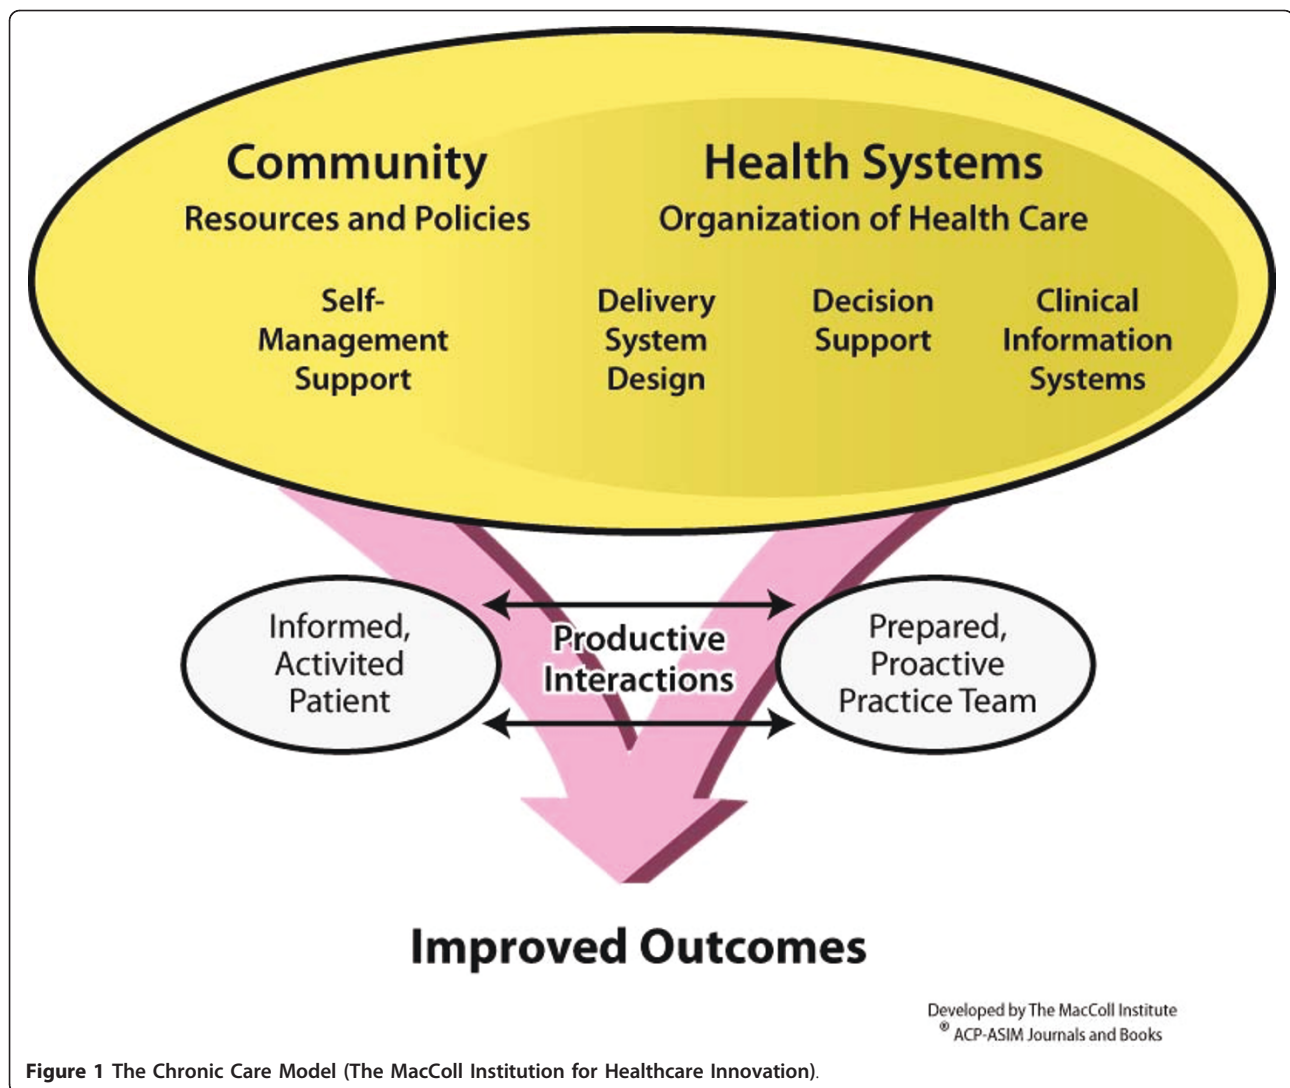 Community
Resources and Policies
Health Systems
Organization of Health Care
Self-
Management
Support
Delivery
System
Design
Decision
Support
Clinical
Information
Systems
Informed,
Activited
Patient
Productive
Interactions
Prepared,
Proactive
Practice Team
Improved Outcomes
Developed by The MacColl Institute
® ACP-ASIM Journals and Books
Figure 1 The Chronic Care Model (The MacColl Institution for Healthcare Innovation).